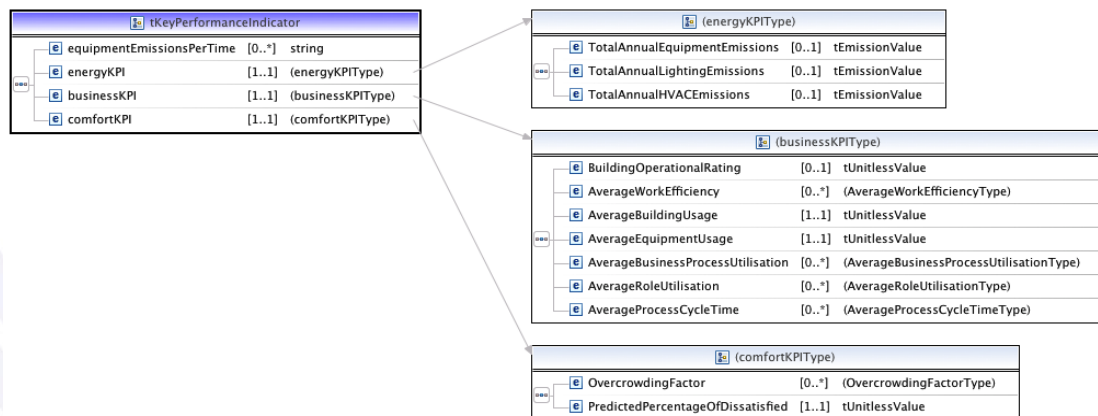 tKeyPerformanceIndicator
e equipmentEmissionsPerTime [0..*] string
e energyKPI [1..1] (energyKPIType)
e businessKPI [1..1] (businessKPIType)
e comfortKPI [1..1] (comfortKPIType)
(energyKPIType)
e TotalAnnualEquipmentEmissions [0..1] tEmissionValue
e TotalAnnualLightingEmissions [0..1] tEmissionValue
e TotalAnnualHVACEmissions [0..1] tEmissionValue
(businessKPIType)
e BuildingOperationalRating [0..1] tUnitlessValue
e AverageWorkEfficiency [0..*] (AverageWorkEfficiencyType)
e AverageBuildingUsage [1..1] tUnitlessValue
e AverageEquipmentUsage [1..1] tUnitlessValue
e AverageBusinessProcessUtilisation [0..*] (AverageBusinessProcessUtilisationType)
e AverageRoleUtilisation [0..*] (AverageRoleUtilisationType)
e AverageProcessCycleTime [0..*] (AverageProcessCycleTimeType)
(comfortKPIType)
e OvercrowdingFactor [0..*] (OvercrowdingFactorType)
e PredictedPercentageOfDissatisfied [1..1] tUnitlessValue